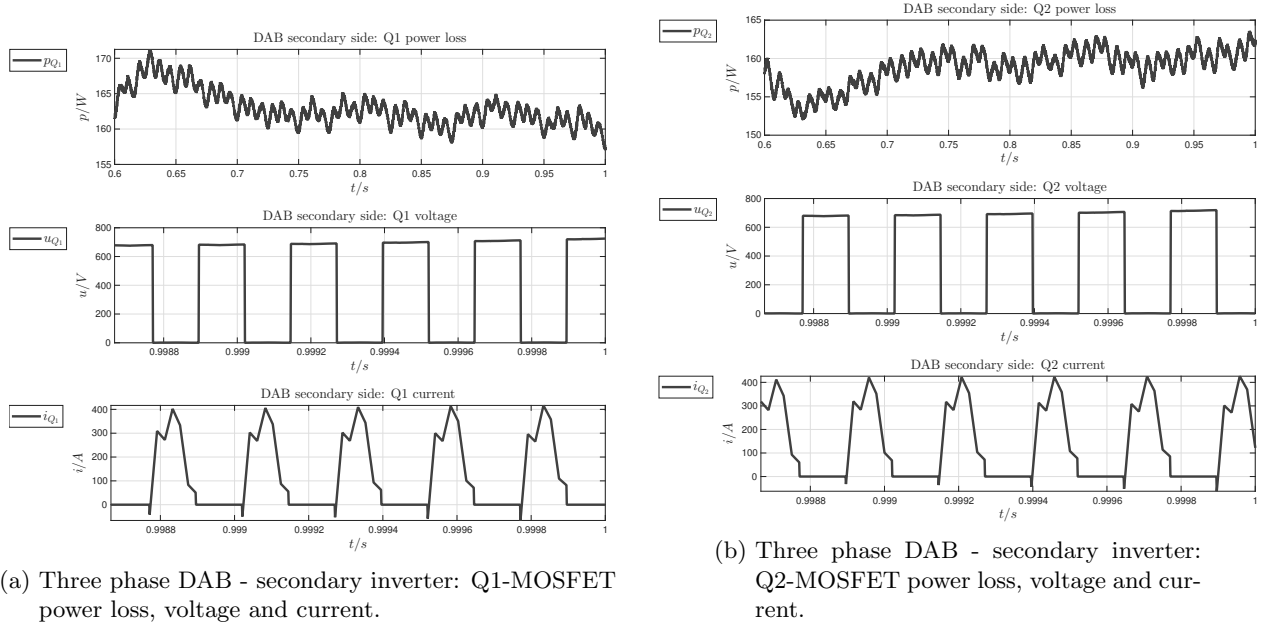 DAB secondary side: Q1 power loss
p_{Q_1}
p/W
170
165
160
155
0.6 0.65 0.7 0.75 0.8 0.85 0.9 0.95 1
t/s
DAB secondary side: Q1 voltage
u_{Q_1}
u/V
800
600
400
200
0
0.9988 0.999 0.9992 0.9994 0.9996 0.9998 1
t/s
DAB secondary side: Q1 current
i_{Q_1}
i/A
400
300
200
100
0
0.9988 0.999 0.9992 0.9994 0.9996 0.9998 1
t/s
(a) Three phase DAB - secondary inverter: Q1-MOSFET
power loss, voltage and current.
DAB secondary side: Q2 power loss
p_{Q_2}
p/W
165
160
155
150
0.6 0.65 0.7 0.75 0.8 0.85 0.9 0.95 1
t/s
DAB secondary side: Q2 voltage
u_{Q_2}
u/V
800
600
400
200
0
0.9988 0.999 0.9992 0.9994 0.9996 0.9998 1
t/s
DAB secondary side: Q2 current
i_{Q_2}
i/A
400
300
200
100
0
0.9988 0.999 0.9992 0.9994 0.9996 0.9998 1
t/s
(b) Three phase DAB - secondary inverter:
Q2-MOSFET power loss, voltage and cur-
rent.